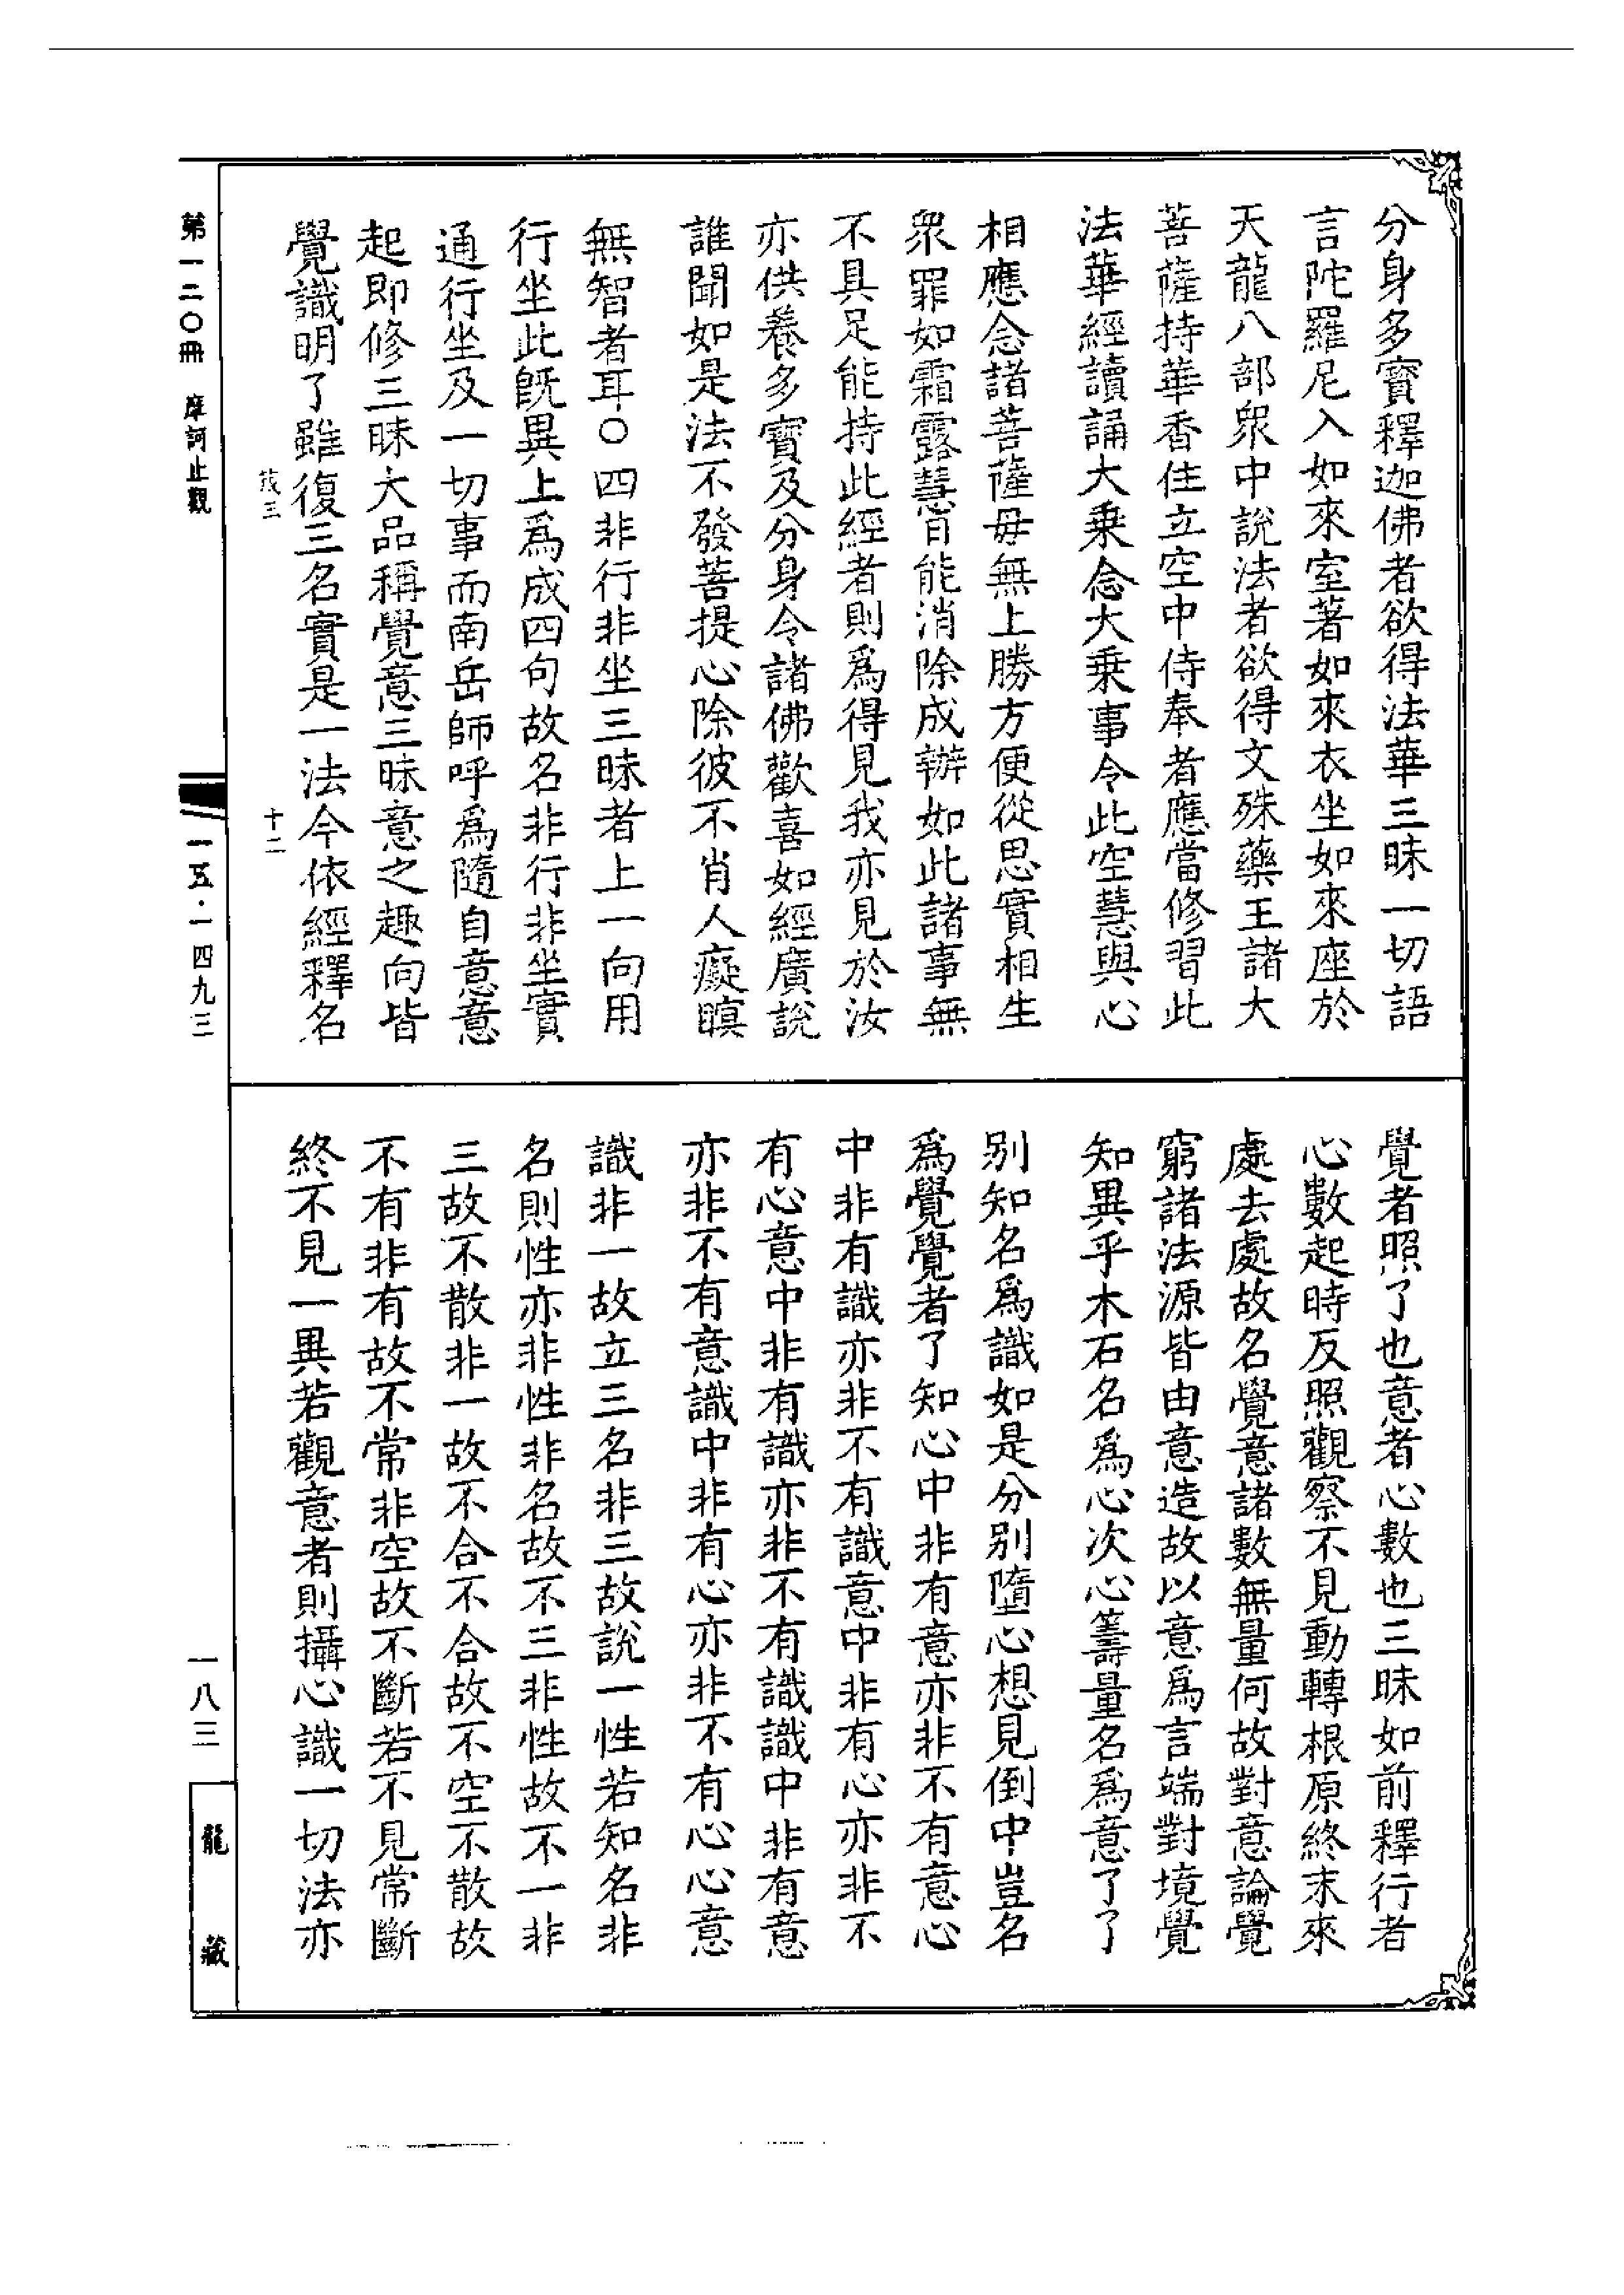 分身多寳釋迦佛者欲得法華三昧一切語
言陀羅尼入如來室著如來衣坐如來座於
天龍八部衆中說法者欲得文殊藥王諸大
菩薩持華香住立空中侍奉者應當修習此
法華經讀誦大乗念大乗事令此空慧與心
相應念諸菩薩母無上勝方便從思實相生
衆罪如霜露慧日能消除成辦如此諸事無
不具足能持此經者則爲得見我亦見於汝
亦供養多寳及分身令諸佛歡喜如經廣說
誰聞如是法不發菩提心除彼不肖人癡瞑
無智者耳○四非行非坐三昧者上一向用
行坐此旣異上爲成四句故名非行非坐實
通行坐及一切事而南岳師呼爲隨自意意
起即修三昧大品稱覺意三昧意之趣向皆
覺識明了雖復三名實是一法今依經釋名
覺者照了也意者心數也三昧如前釋行者
心數起時反照觀察不見動轉根原終末來
處去處故名覺意諸數無量何故對意論覺
窮諸法源皆由意造故以意爲言端對境覺
知異乎木石名爲心次心籌量名爲意了了
别知名爲識如是分别墮心想見倒中豈名
爲覺覺者了知心中非有意亦非不有意心
中非有識亦非不有識意中非有心亦非不
有心意中非有識亦非不有識識中非有意
亦非不有意識中非有心亦非不有心心意
識非一故立三名非三故說一性若知名非
名則性亦非性非名故不三非性故不一非
三故不散非一故不合不合故不空不散故
不有非有故不常非空故不斷若不見常斷
終不見一異若觀意者則攝心識一切法亦
第一二○冊 摩訶止觀
十二
一五·一四九三
一八三
龍藏